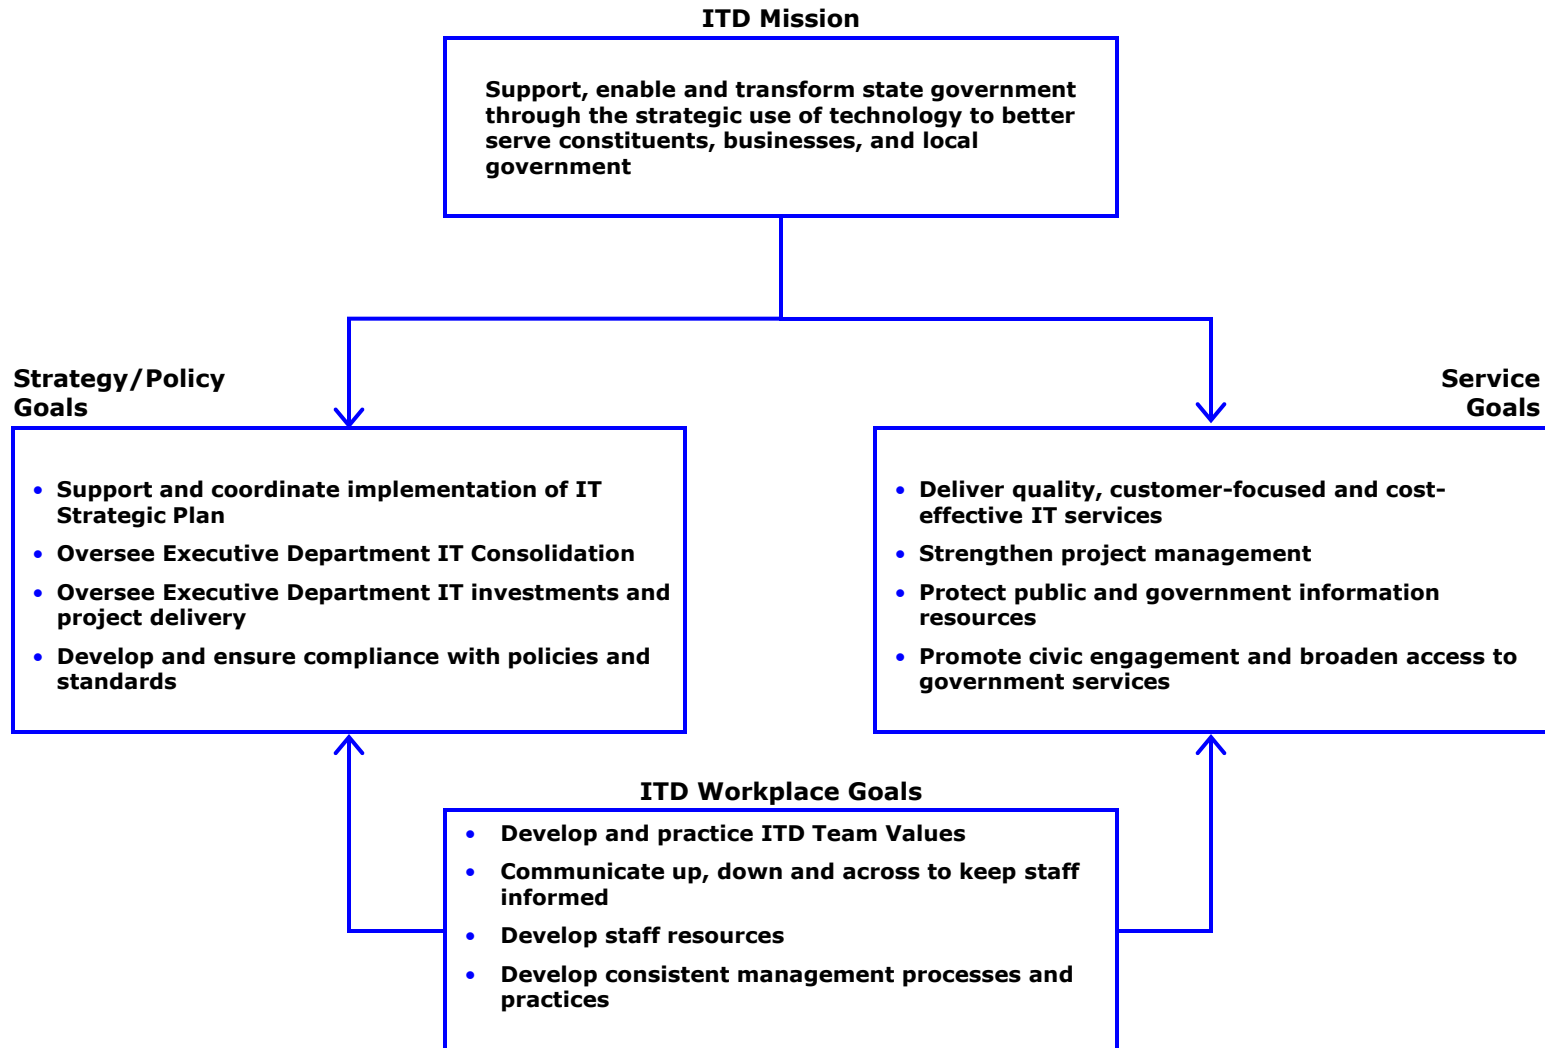 ITD Mission
Support, enable and transform state government
through the strategic use of technology to better
serve constituents, businesses, and local
government
Strategy/Policy
Goals
• Support and coordinate implementation of IT
Strategic Plan
• Oversee Executive Department IT Consolidation
• Oversee Executive Department IT investments and
project delivery
• Develop and ensure compliance with policies and
standards
Service
Goals
• Deliver quality, customer-focused and cost-
effective IT services
• Strengthen project management
• Protect public and government information
resources
• Promote civic engagement and broaden access to
government services
ITD Workplace Goals
• Develop and practice ITD Team Values
• Communicate up, down and across to keep staff
informed
• Develop staff resources
• Develop consistent management processes and
practices